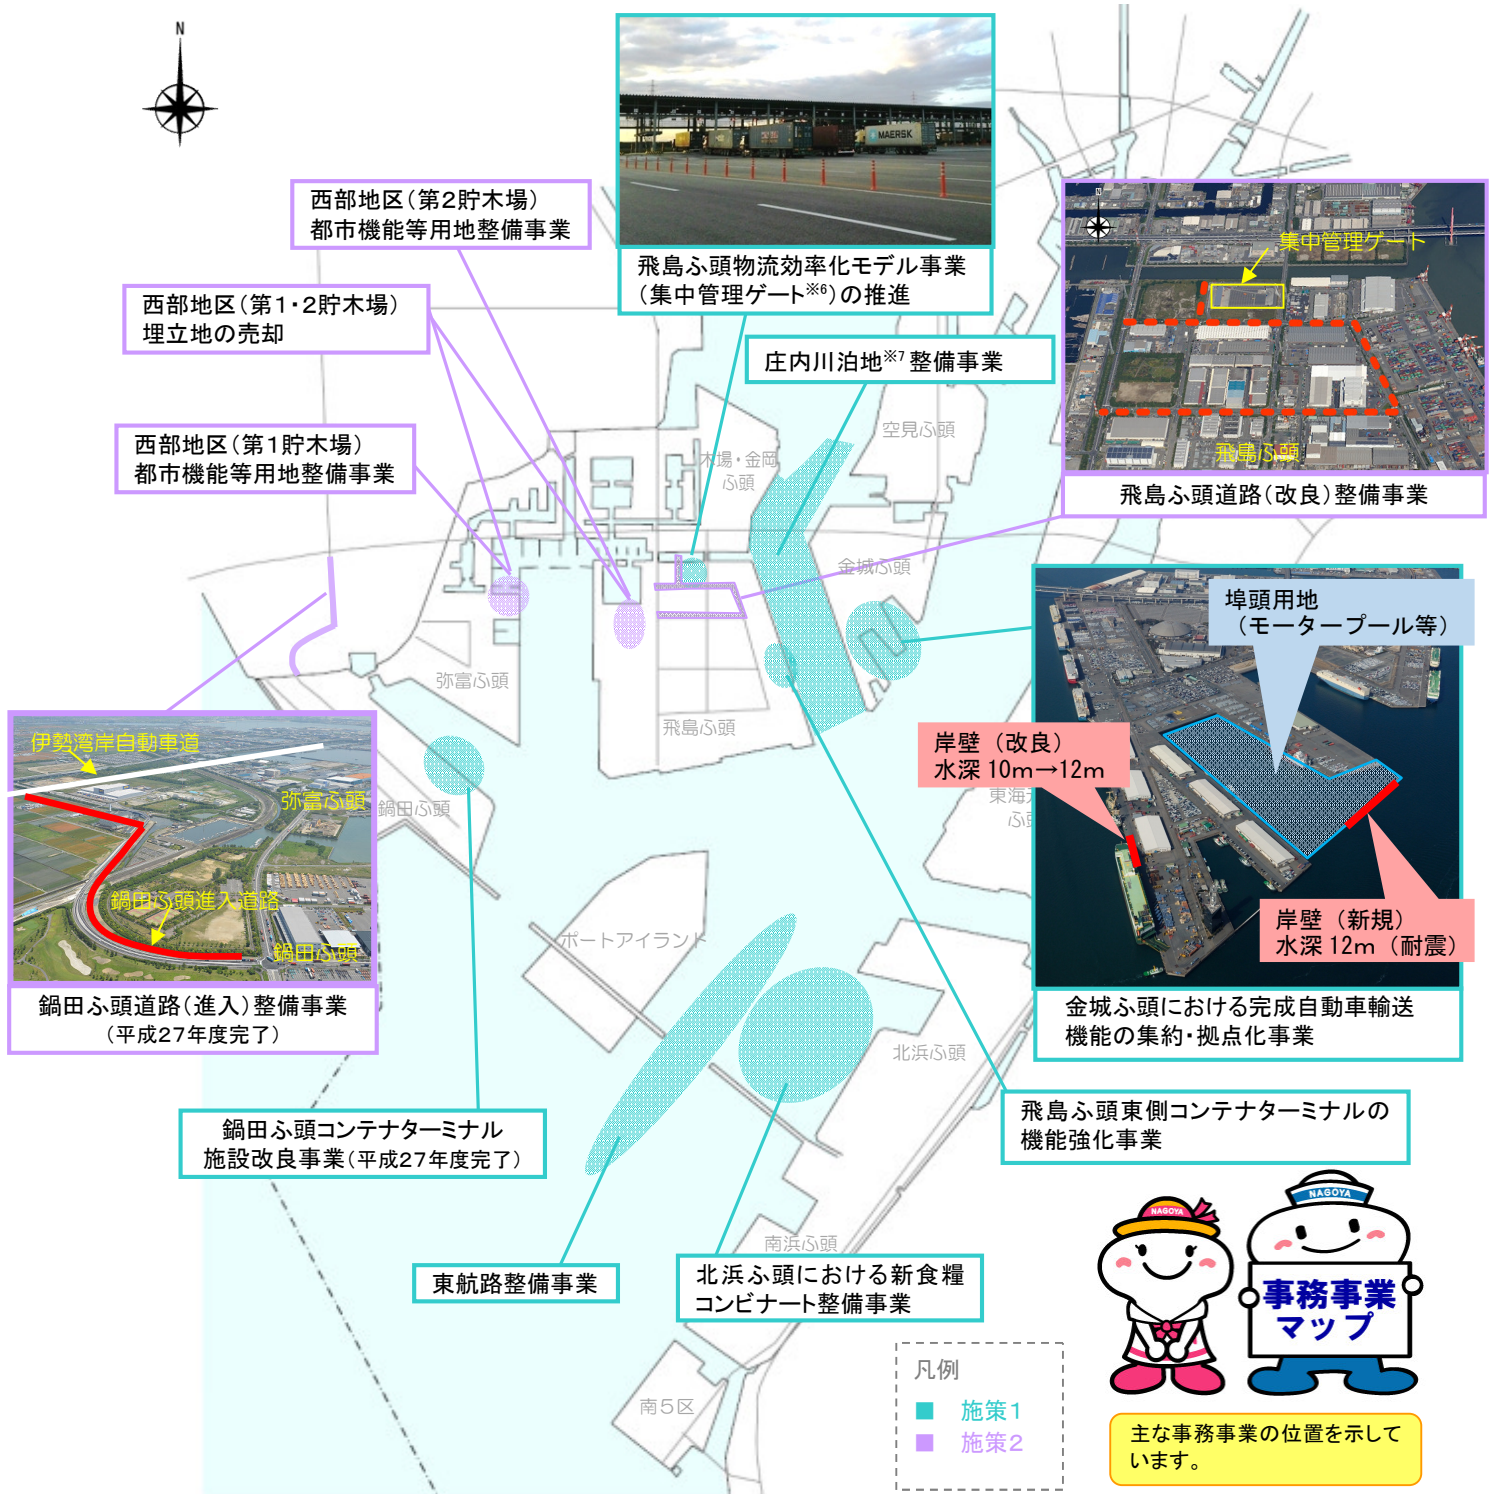 N
MAERSK
飛島ふ頭物流効率化モデル事業
(集中管理ゲート※6)の推進
西部地区(第2貯木場)
都市機能等用地整備事業
西部地区(第1・2貯木場)
埋立地の売却
西部地区(第1貯木場)
都市機能等用地整備事業
庄内川泊地※7 整備事業
N
集中管理ゲート
飛島ふ頭
飛島ふ頭道路(改良)整備事業
空見ふ頭
木場・金岡
ふ頭
金城ふ頭
弥富ふ頭
飛島ふ頭
鍋田ふ頭
ポートアイランド
北浜ふ頭
南浜ふ頭
南5区
埠頭用地
(モータープール等)
岸壁(改良)
水深10m→12m
岸壁(新規)
水深12m(耐震)
金城ふ頭における完成自動車輸送
機能の集約・拠点化事業
伊勢湾岸自動車道
弥富ふ頭
鍋田ふ頭進入道路
鍋田ふ頭
鍋田ふ頭道路(進入)整備事業
(平成27年度完了)
鍋田ふ頭コンテナターミナル
施設改良事業(平成27年度完了)
飛島ふ頭東側コンテナターミナルの
機能強化事業
東航路整備事業
北浜ふ頭における新食糧
コンビナート整備事業
凡例
■ 施策1
■ 施策2
NAGOYA
NAGOYA
事務事業
マップ
主な事務事業の位置を示して
います。